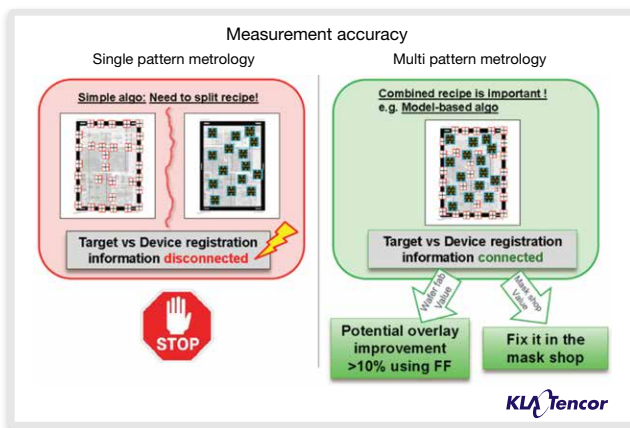 Measurement accuracy
Single pattern metrology
Multi pattern metrology
Simple algo: Need to split recipe!
Target vs Device registration
information disconnected
STOP
Combined recipe is important !
e.g. Model-based algo
Target vs Device registration
information connected
Wafer fab
Value
Mask shop
Value
Potential overlay
improvement
>10% using FF
Fix it in the
mask shop
KLA Tencor